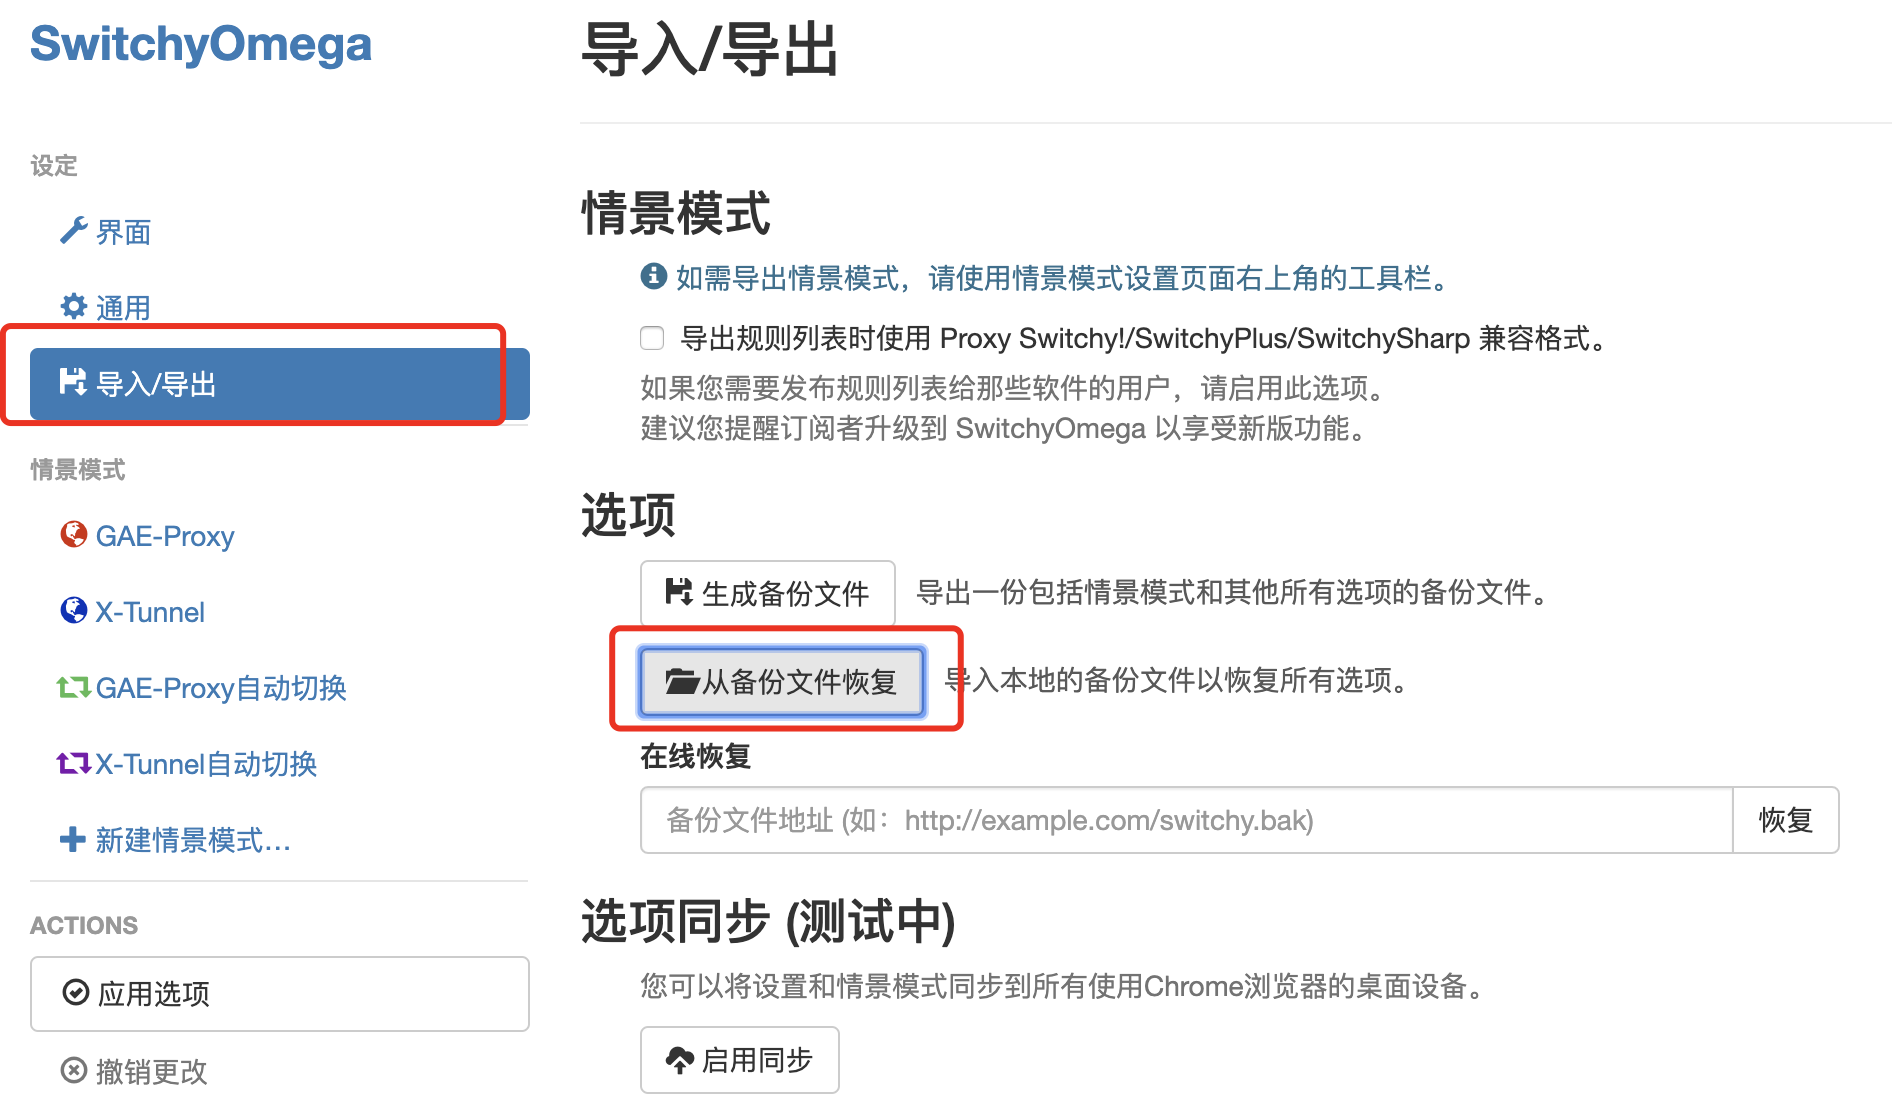 SwitchyOmega
设定
界面
通用
导入/导出
情景模式
GAE-Proxy
X-Tunnel
GAE-Proxy自动切换
X-Tunnel自动切换
新建情景模式...
ACTIONS
应用选项
撤销更改
导入/导出
情景模式
如需导出情景模式，请使用情景模式设置页面右上角的工具栏。
导出规则列表时使用 Proxy Switchy!/SwitchyPlus/SwitchySharp 兼容格式。
如果您需要发布规则列表给那些软件的用户，请启用此选项。
建议您提醒订阅者升级到 SwitchyOmega 以享受新版功能。
选项
生成备份文件 导出一份包括情景模式和其他所有选项的备份文件。
从备份文件恢复 导入本地的备份文件以恢复所有选项。
在线恢复
备份文件地址 (如：http://example.com/switchy.bak) 恢复
选项同步 (测试中)
您可以将设置和情景模式同步到所有使用Chrome浏览器的桌面设备。
启用同步